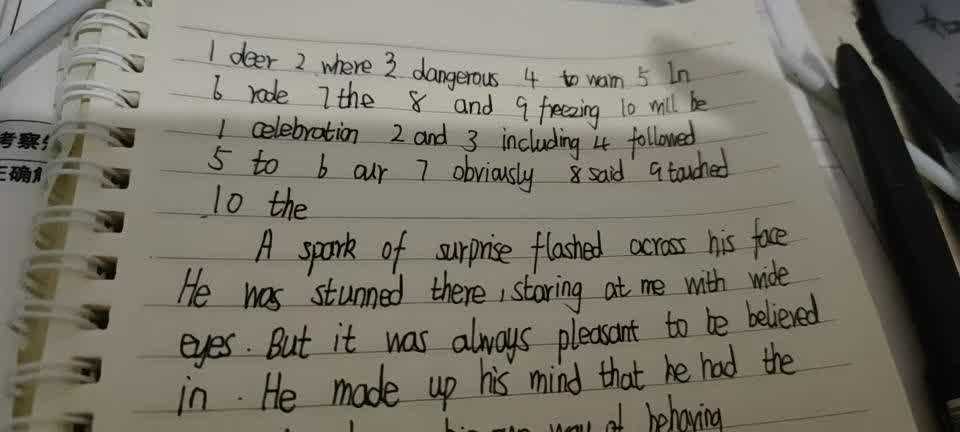 1 deer 2 where 3 dangerous 4 to warn 5 In
6 rode 7 the 8 and 9 freezing 10 will be
1 celebration 2 and 3 including 4 followed
5 to 6 our 7 obviously 8 said 9 touched
10 the
A spark of surprise flashed across his face
He was stunned there, staring at me with wide
eyes. But it was always pleasant to be believed
in. He made up his mind that he had the
way of behaving
考察
正确